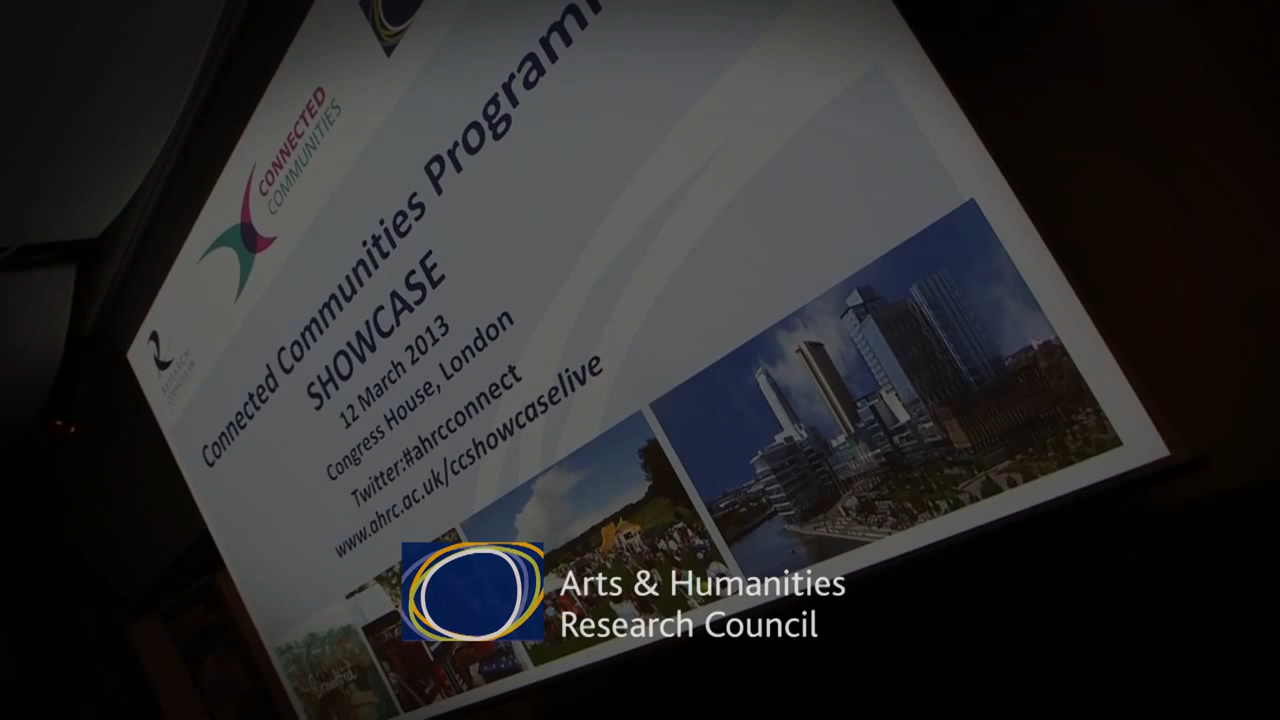 CONNECTED
COMMUNITIES
Connected Communities
SHOWCASE
12 March 2013
Congress House, London
Twitter:#ahrcconnect
www.ahrc.ac.uk/ccshowcaselive
Arts & Humanities
Research Council